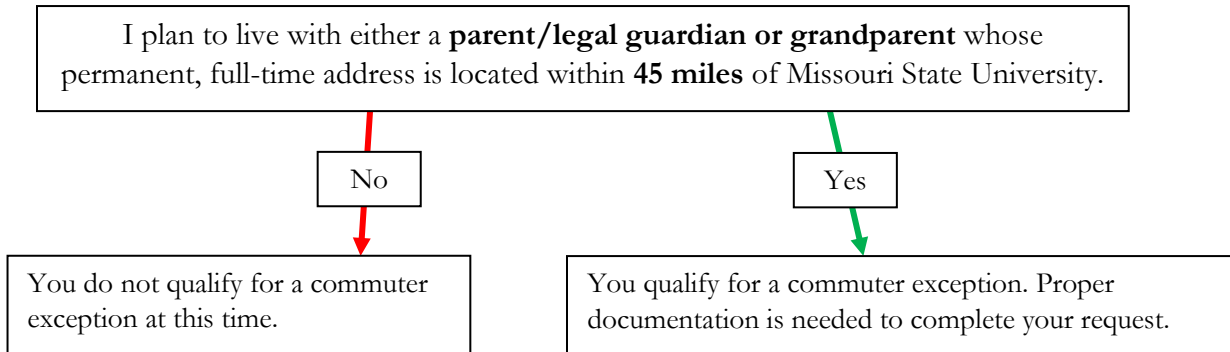 I plan to live with either a parent/legal guardian or grandparent whose
permanent, full-time address is located within 45 miles of Missouri State University.
No
Yes
You do not qualify for a commuter
exception at this time.
You qualify for a commuter exception. Proper
documentation is needed to complete your request.